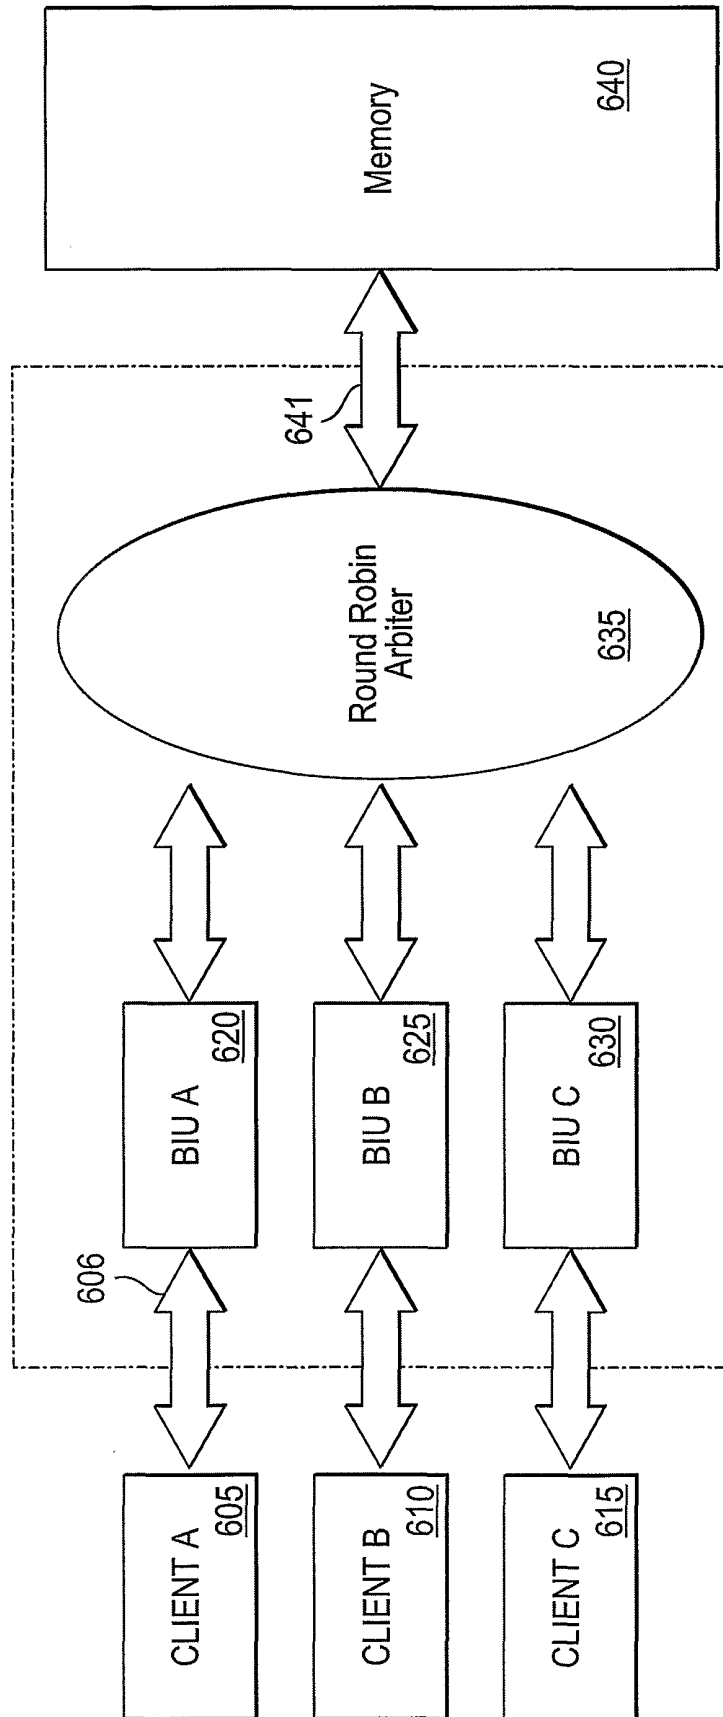 CLIENT A
605
606
BIU A
620
CLIENT B
610
BIU B
625
CLIENT C
615
BIU C
630
Round Robin
Arbiter
635
641
Memory
640